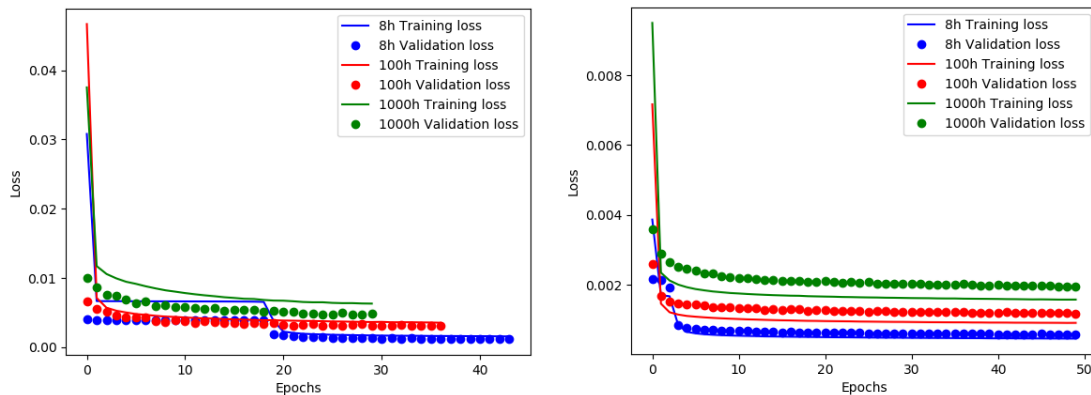 8h Training loss
8h Validation loss
100h Training loss
100h Validation loss
1000h Training loss
1000h Validation loss
0.04
0.03
0.02
0.01
0.00
Loss
0
10
20
30
40
Epochs
8h Training loss
8h Validation loss
100h Training loss
100h Validation loss
1000h Training loss
1000h Validation loss
0.008
0.006
0.004
0.002
Loss
0
10
20
30
40
50
Epochs